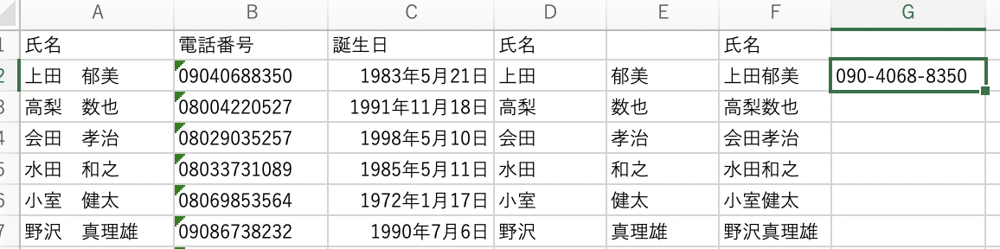 A B C D E F G
1 氏名 電話番号 誕生日 氏名 氏名
2 上田　郁美 09040688350 1983年5月21日 上田 郁美 上田郁美 090-4068-8350
3 高梨　数也 08004220527 1991年11月18日 高梨 数也 高梨数也
4 会田　孝治 08029035257 1998年5月10日 会田 孝治 会田孝治
5 水田　和之 08033731089 1985年5月11日 水田 和之 水田和之
6 小室　健太 08069853564 1972年1月17日 小室 健太 小室健太
7 野沢　真理雄 09086738232 1990年7月6日 野沢 真理雄 野沢真理雄